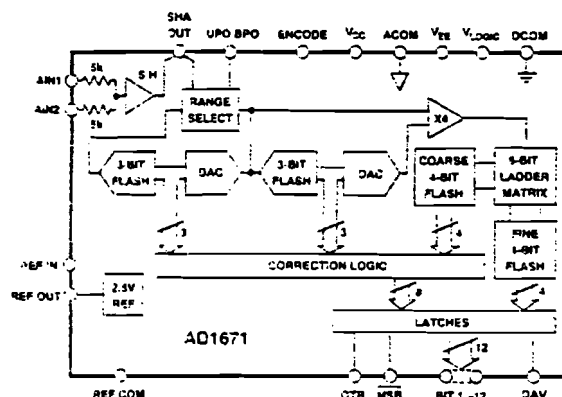 SHA OUT
UPO/BPO
ENCODE
VCC
ACOM
VEE
VLOGIC
DCOM
AIN1
5k
S/H
AIN2
5k
RANGE SELECT
X4
3-BIT FLASH
DAC
3-BIT FLASH
DAC
COARSE 4-BIT FLASH
LADDER MATRIX
3
3
4
REF IN
CORRECTION LOGIC
FINE 4-BIT FLASH
REF OUT
2.5V REF
8
4
LATCHES
AD1671
12
REF COM
OTR
MSB
BIT 1–12
DAV